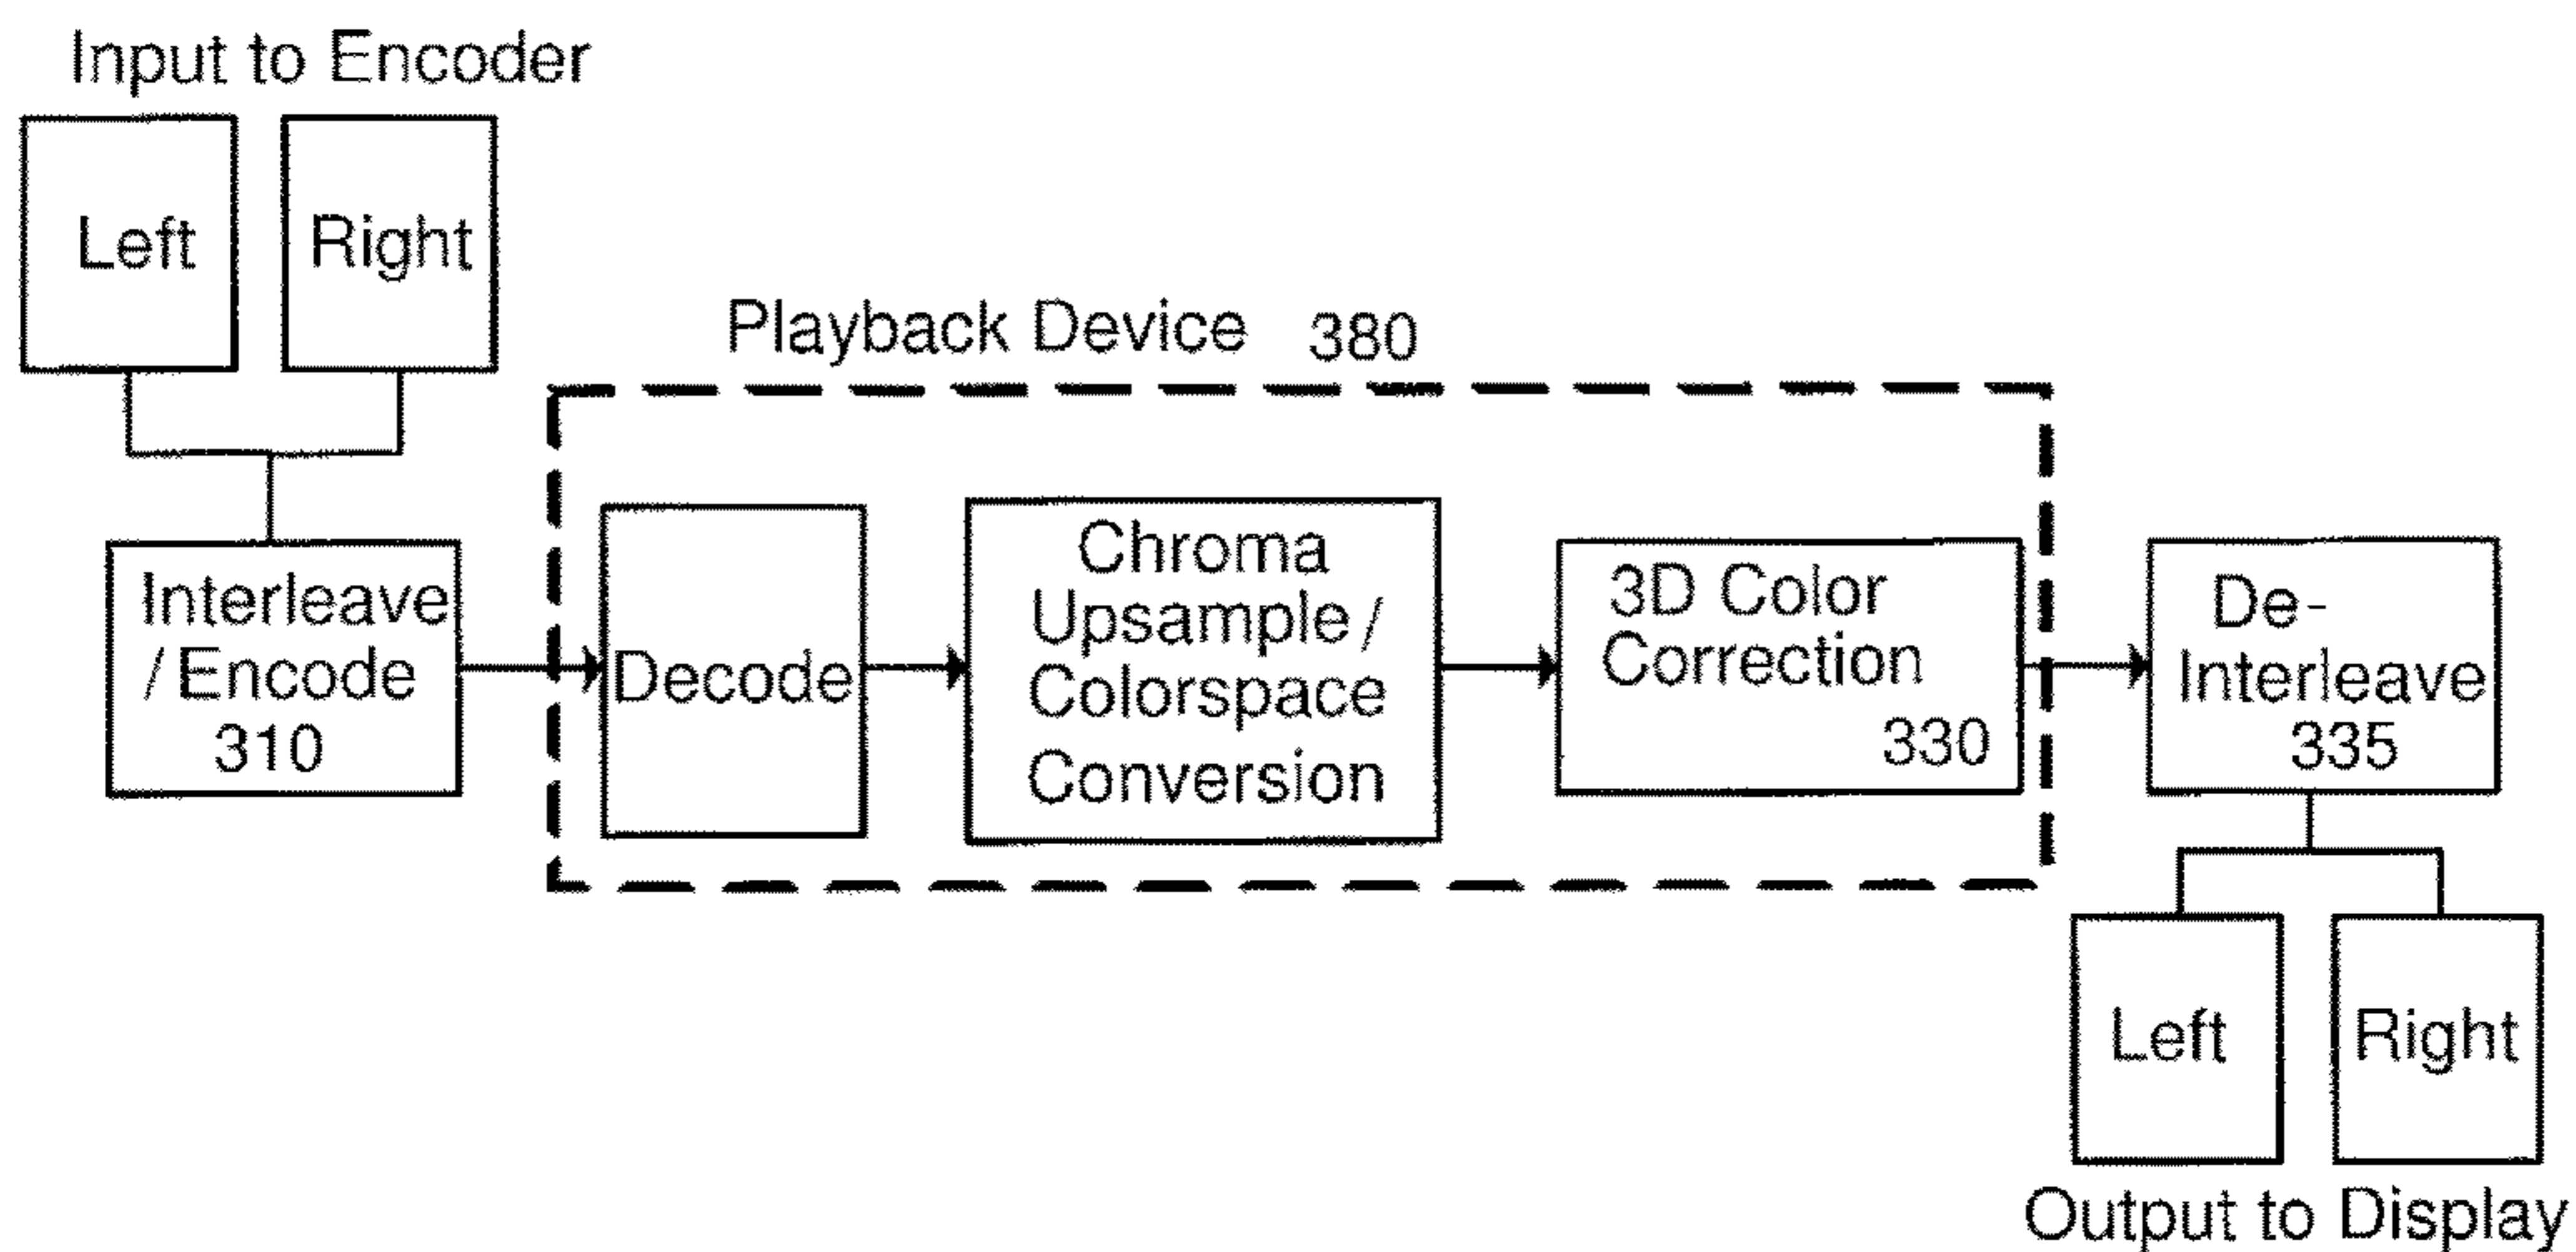 Input to Encoder
Left
Right
Playback Device 380
Interleave
/ Encode
310
Decode
Chroma
Upsample /
Colorspace
Conversion
3D Color
Correction
330
De-
Interleave
335
Left
Right
Output to Display